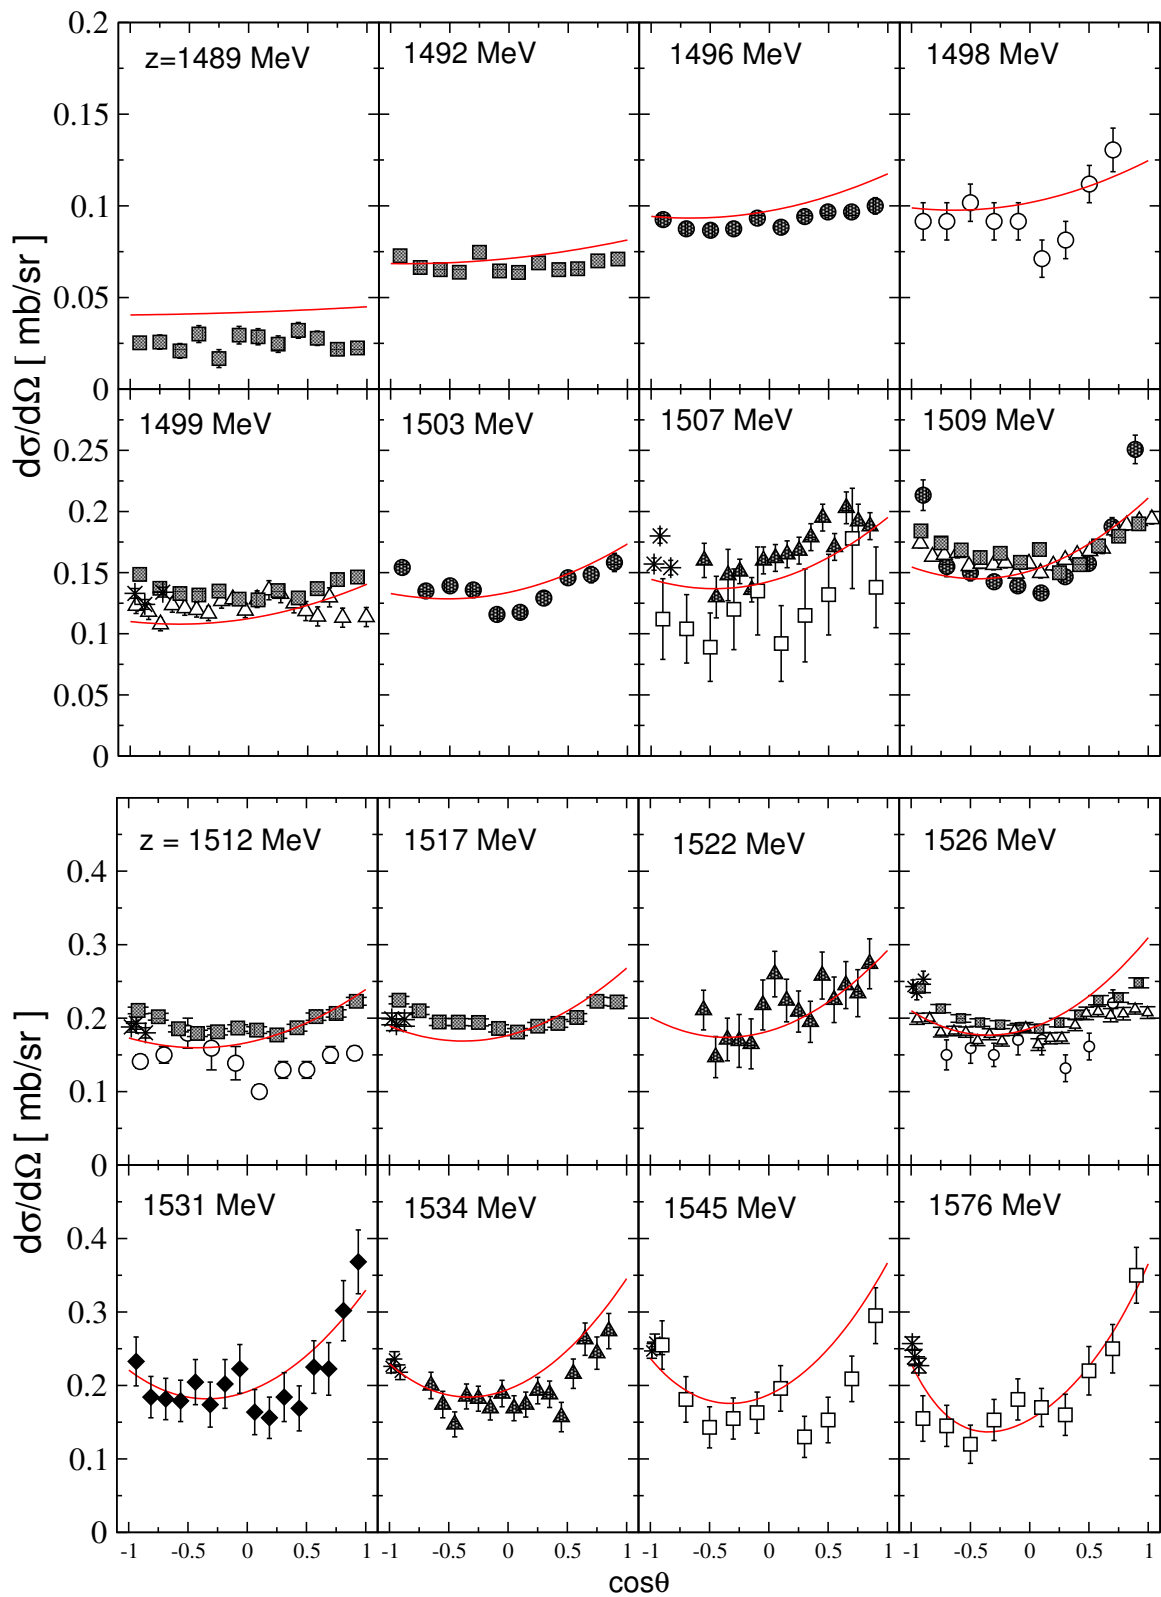 0.2
z=1489 MeV
1492 MeV
1496 MeV
1498 MeV
0.15
0.1
0.05
0
dσ/dΩ [ mb/sr ]
1499 MeV
1503 MeV
1507 MeV
1509 MeV
0.25
0.2
0.15
0.1
0.05
0
z = 1512 MeV
1517 MeV
1522 MeV
1526 MeV
0.4
0.3
0.2
0.1
0
dσ/dΩ [ mb/sr ]
1531 MeV
1534 MeV
1545 MeV
1576 MeV
0.4
0.3
0.2
0.1
0
-1 -0.5 0 0.5 1 -1 -0.5 0 0.5 1 -1 -0.5 0 0.5 1 -1 -0.5 0 0.5 1
cosθ